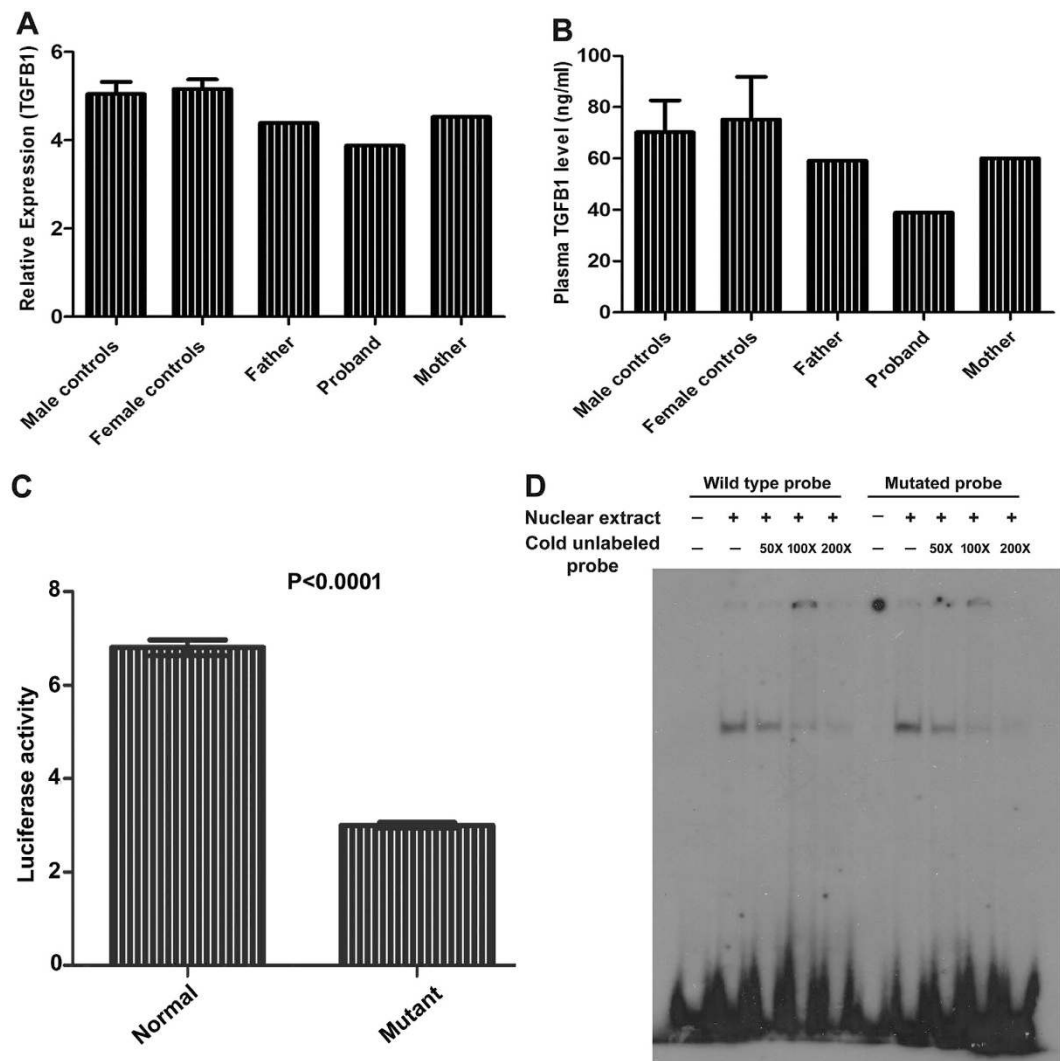 A
Relative Expression (TGFB1)
6
4
2
0
Male controls
Female controls
Father
Proband
Mother
B
Plasma TGFB1 level (ng/ml)
100
80
60
40
20
0
Male controls
Female controls
Father
Proband
Mother
C
P<0.0001
Luciferase activity
8
6
4
2
0
Normal
Mutant
D
Wild type probe Mutated probe
Nuclear extract – + + + + – + + + +
Cold unlabeled – – 50X 100X 200X – – 50X 100X 200X
probe